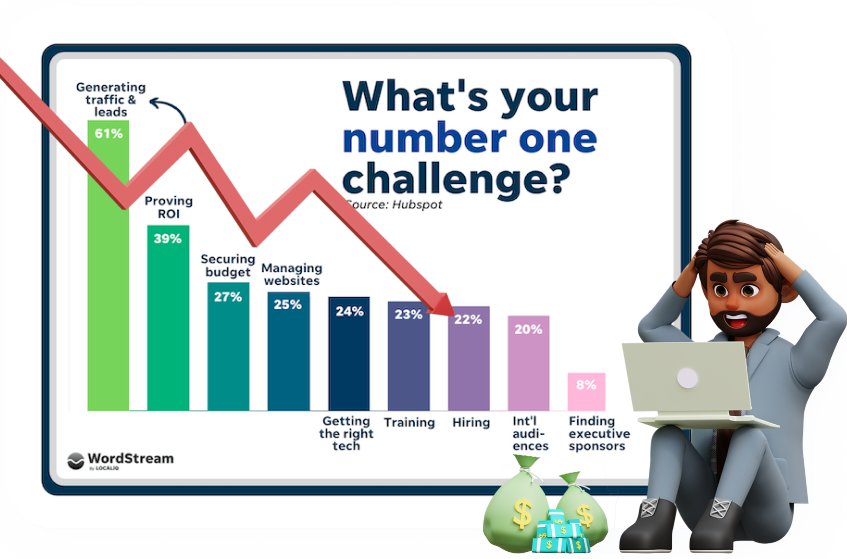 What's your
number one
challenge?
Source: Hubspot
Generating
traffic &
leads
61%
Proving
ROI
39%
Securing
budget
27%
Managing
websites
25%
24%
Getting
the right
tech
23%
Training
22%
Hiring
20%
Int'l
audi-
ences
8%
Finding
executive
sponsors
WordStream
By LOCALiQ
$
$